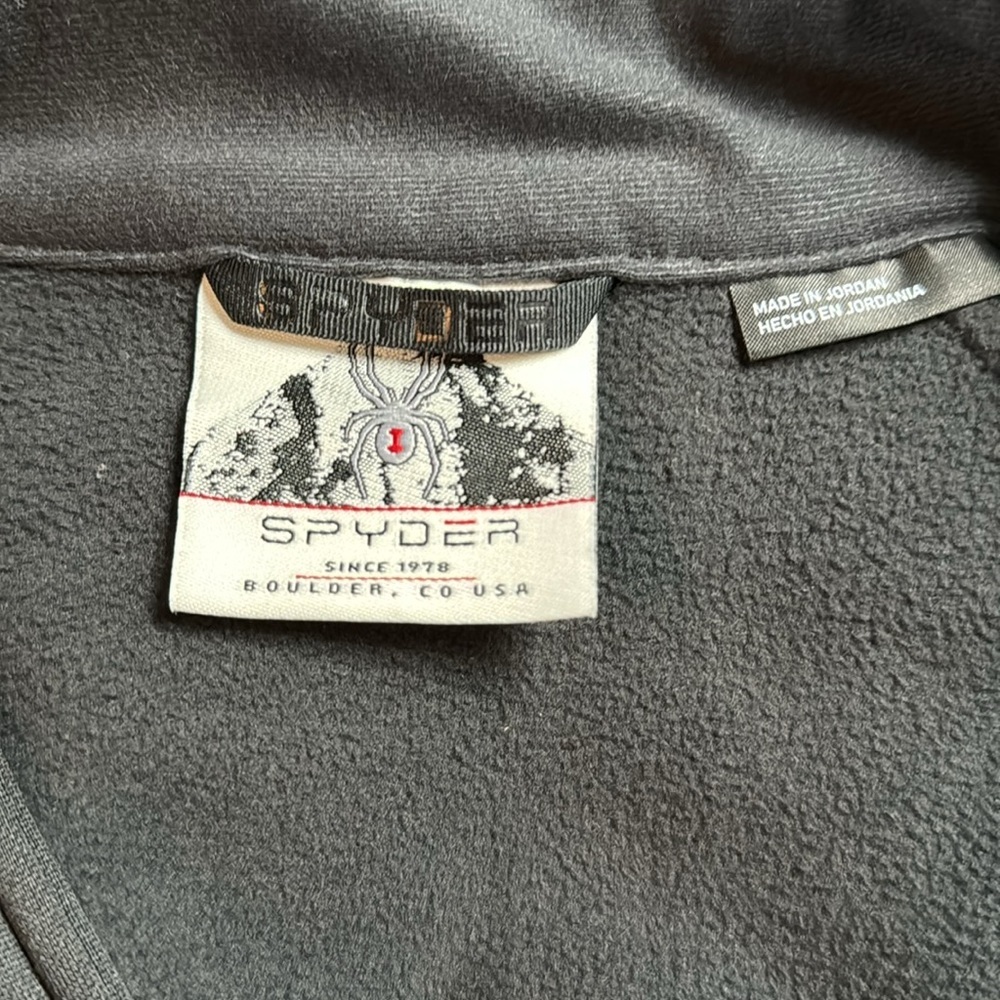 SPYDER
MADE IN JORDAN
HECHO EN JORDANIA
SPYDER
SINCE 1978
BOULDER, CO USA